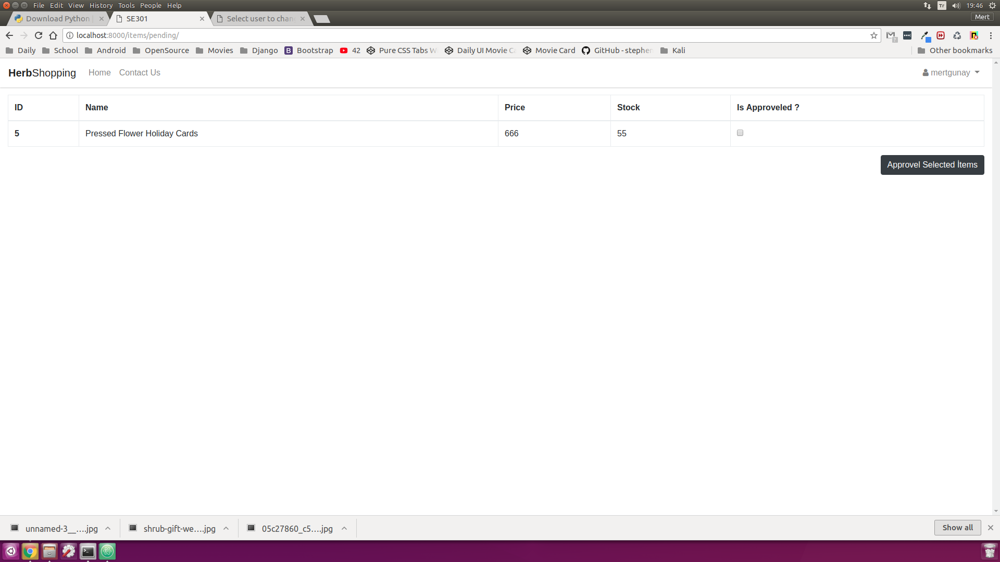 File Edit View History Tools People Help Tr 19:46
Download Python SE301 Select user to chan Mert
localhost:8000/items/pending/
Daily School Android OpenSource Movies Django B Bootstrap 42 Pure CSS Tabs W Daily UI Movie Ca Movie Card GitHub - stephen Kali Other bookmarks
HerbShopping Home Contact Us mertgunay
ID Name Price Stock Is Approveled ?
5 Pressed Flower Holiday Cards 666 55
Approvel Selected İtems
unnamed-3__....jpg shrub-gift-we....jpg 05c27860_c5....jpg Show all